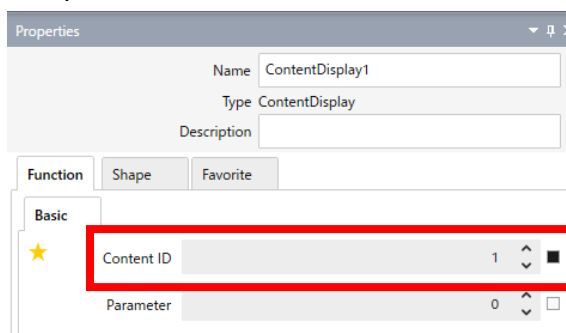 Properties
Name ContentDisplay1
Type ContentDisplay
Description
Function Shape Favorite
Basic
Content ID 1
Parameter 0